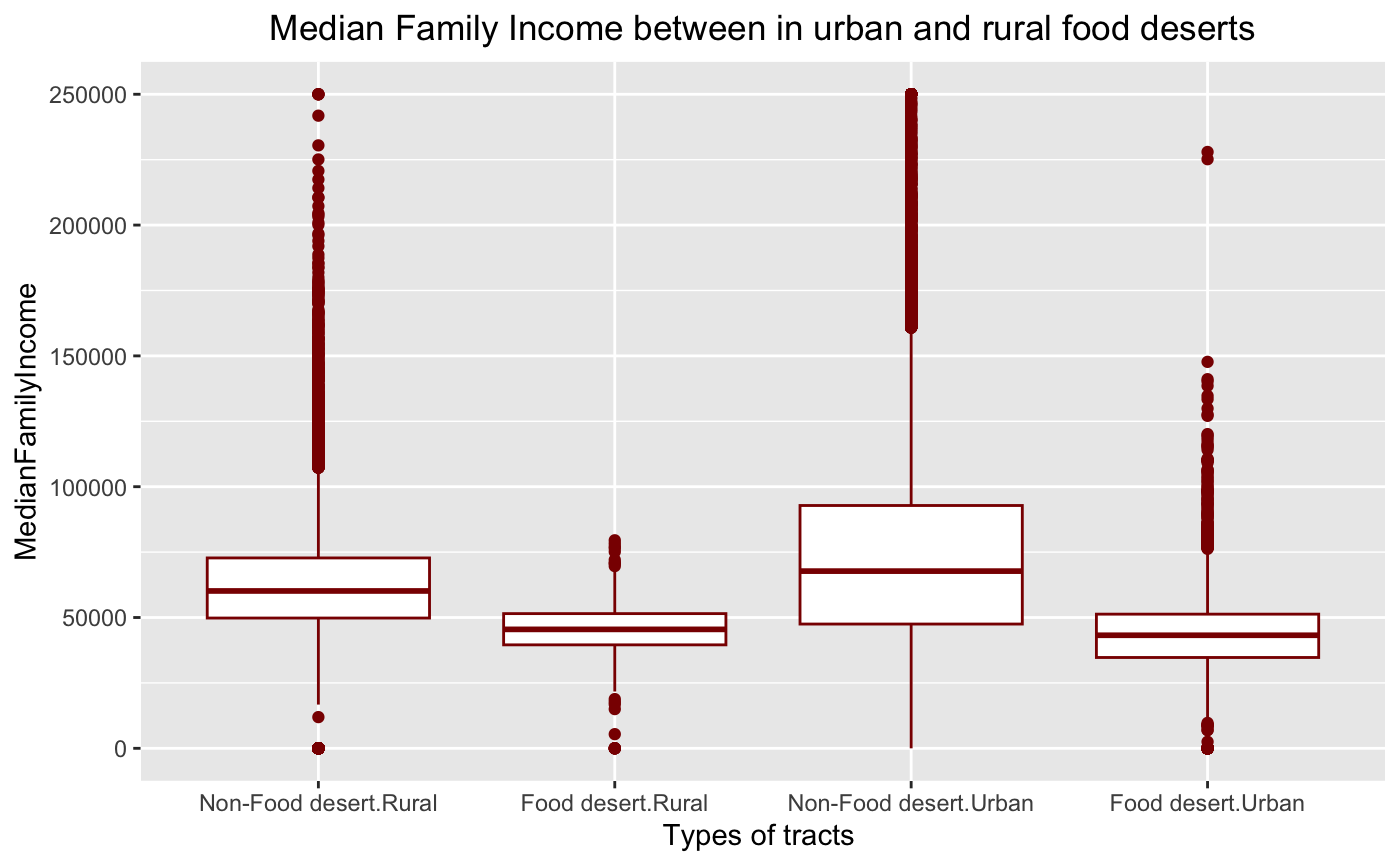 Median Family Income between in urban and rural food deserts
MedianFamilyIncome
250000
200000
150000
100000
50000
0
Non-Food desert.Rural Food desert.Rural Non-Food desert.Urban Food desert.Urban
Types of tracts